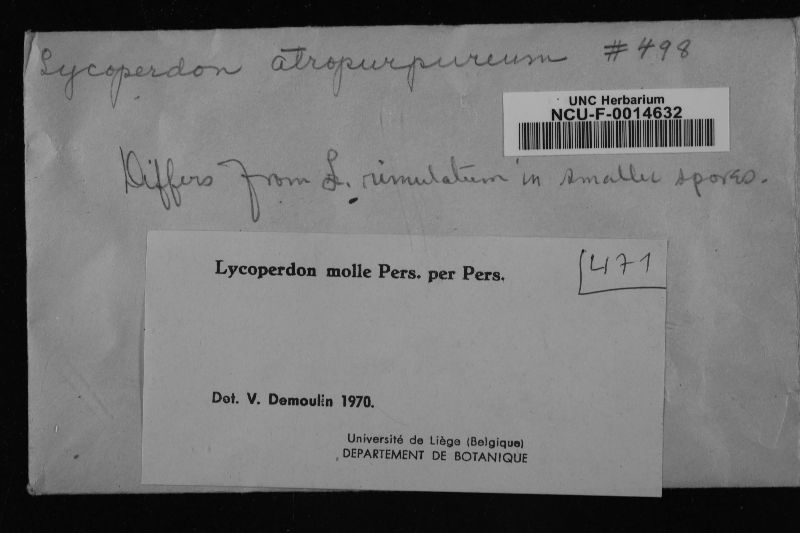 Lycoperdon atropurpureum #498
UNC Herbarium
NCU-F-0014632
Differs from L. rimulatum in smaller spores.
Lycoperdon molle Pers. per Pers.
471
Det. V. Demoulin 1970.
Université de Liège (Belgique)
DEPARTEMENT DE BOTANIQUE